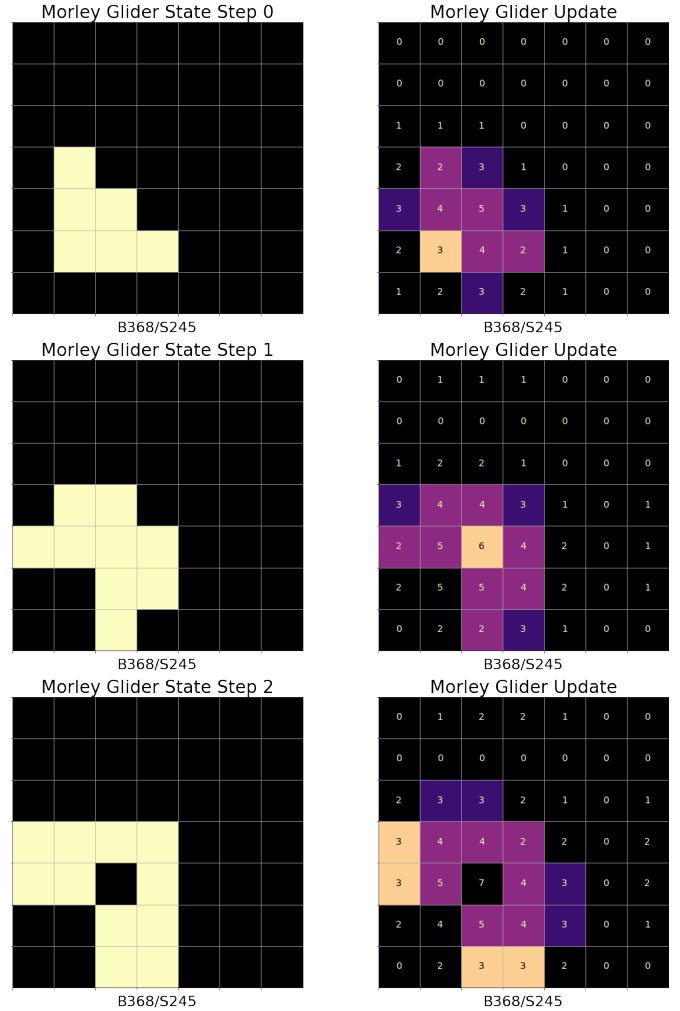 Morley Glider State Step 0
Morley Glider Update
0 0 0 0 0 0 0
0 0 0 0 0 0 0
1 1 1 0 0 0 0
2 2 3 1 0 0 0
3 4 5 3 1 0 0
2 3 4 2 1 0 0
1 2 3 2 1 0 0
B368/S245
B368/S245
Morley Glider State Step 1
Morley Glider Update
0 1 1 1 0 0 0
0 0 0 0 0 0 0
1 2 2 1 0 0 0
3 4 4 3 1 0 1
2 5 6 4 2 0 1
2 5 5 4 2 0 1
0 2 2 3 1 0 0
B368/S245
B368/S245
Morley Glider State Step 2
Morley Glider Update
0 1 2 2 1 0 0
0 0 0 0 0 0 0
2 3 3 2 1 0 1
3 4 4 2 2 0 2
3 5 7 4 3 0 2
2 4 5 4 3 0 1
0 2 3 3 2 0 0
B368/S245
B368/S245